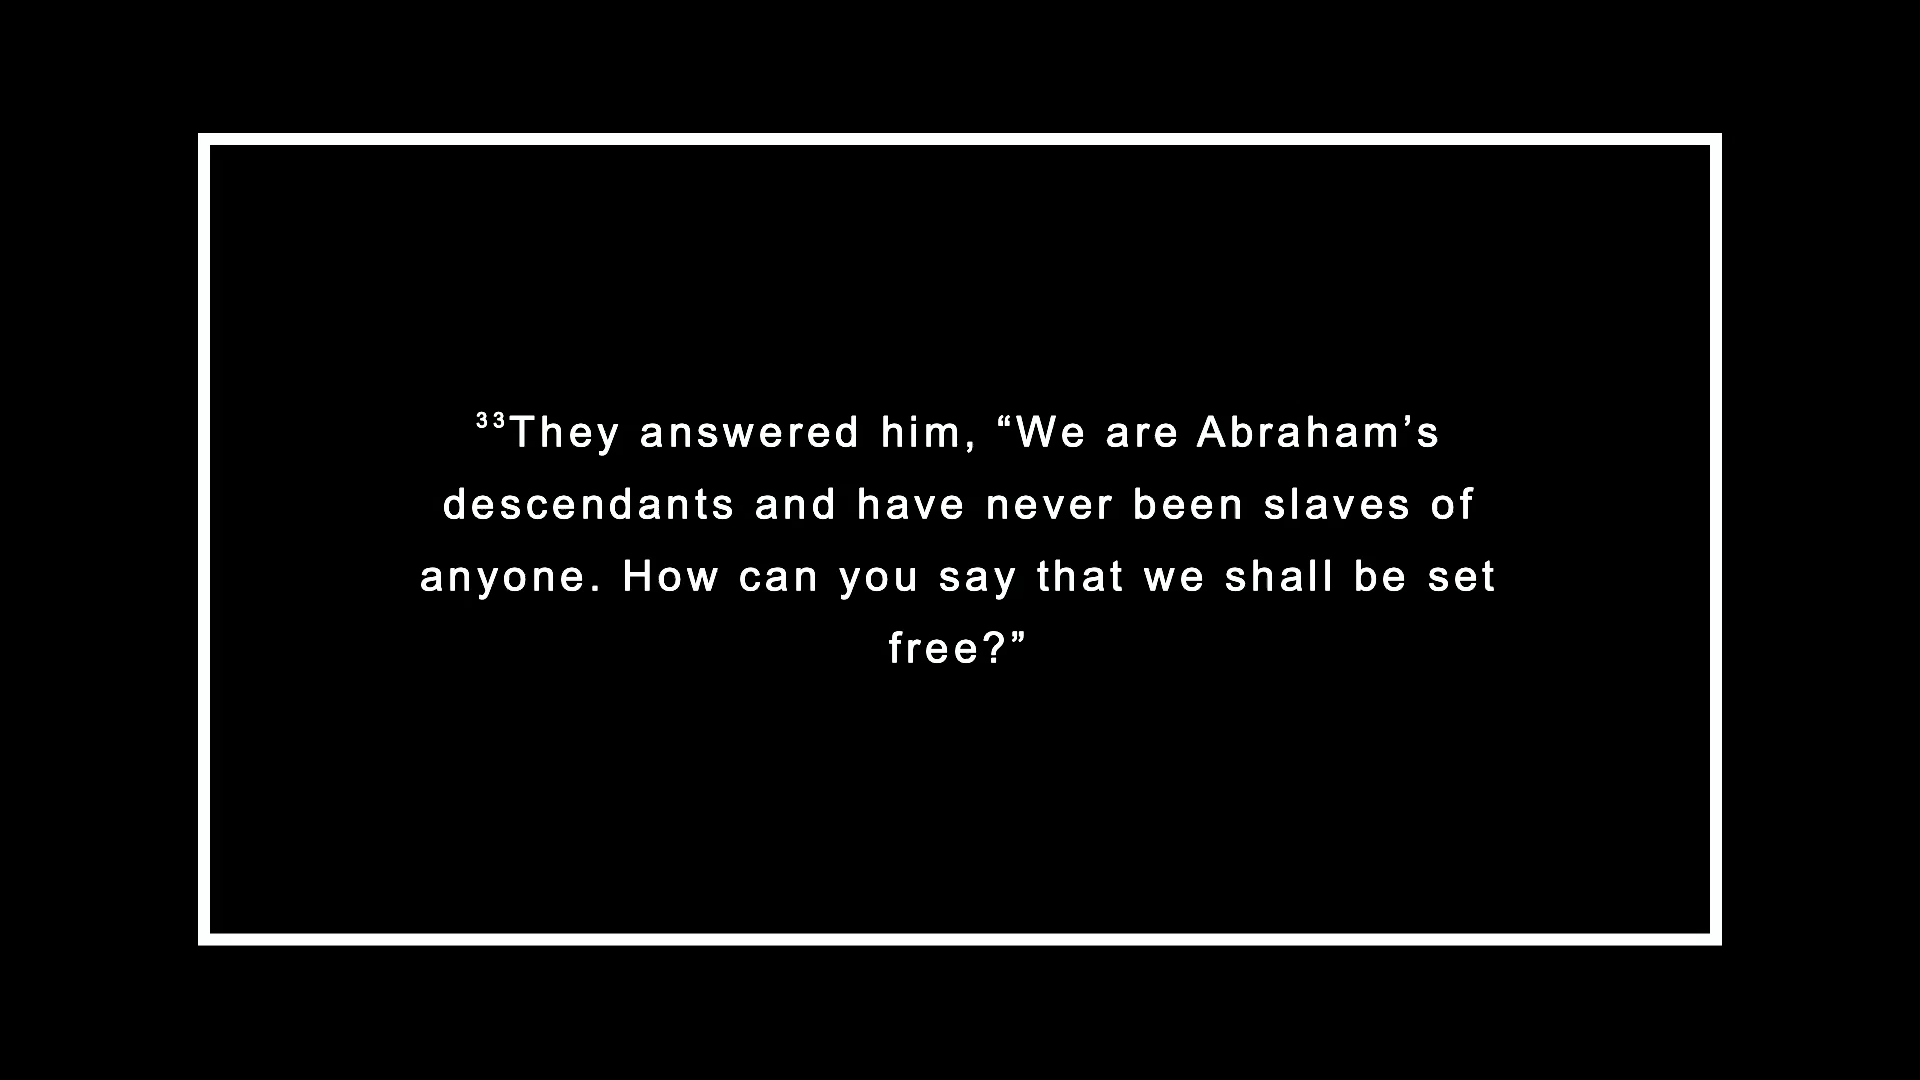 ³³They answered him, “We are Abraham’s
descendants and have never been slaves of
anyone. How can you say that we shall be set
free?”